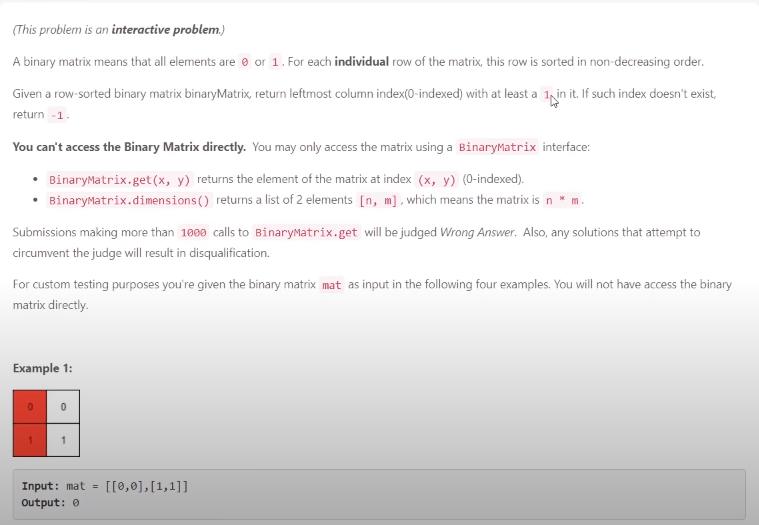 (This problem is an interactive problem.)
A binary matrix means that all elements are 0 or 1. For each individual row of the matrix, this row is sorted in non-decreasing order.
Given a row-sorted binary matrix binaryMatrix, return leftmost column index(0-indexed) with at least a 1 in it. If such index doesn't exist,
return -1.
You can't access the Binary Matrix directly. You may only access the matrix using a BinaryMatrix interface:
• BinaryMatrix.get(x, y) returns the element of the matrix at index (x, y) (0-indexed).
• BinaryMatrix.dimensions() returns a list of 2 elements [n, m], which means the matrix is n * m.
Submissions making more than 1000 calls to BinaryMatrix.get will be judged Wrong Answer. Also, any solutions that attempt to
circumvent the judge will result in disqualification.
For custom testing purposes you're given the binary matrix mat as input in the following four examples. You will not have access the binary
matrix directly.
Example 1:
0 0
1 1
Input: mat = [[0,0],[1,1]]
Output: 0